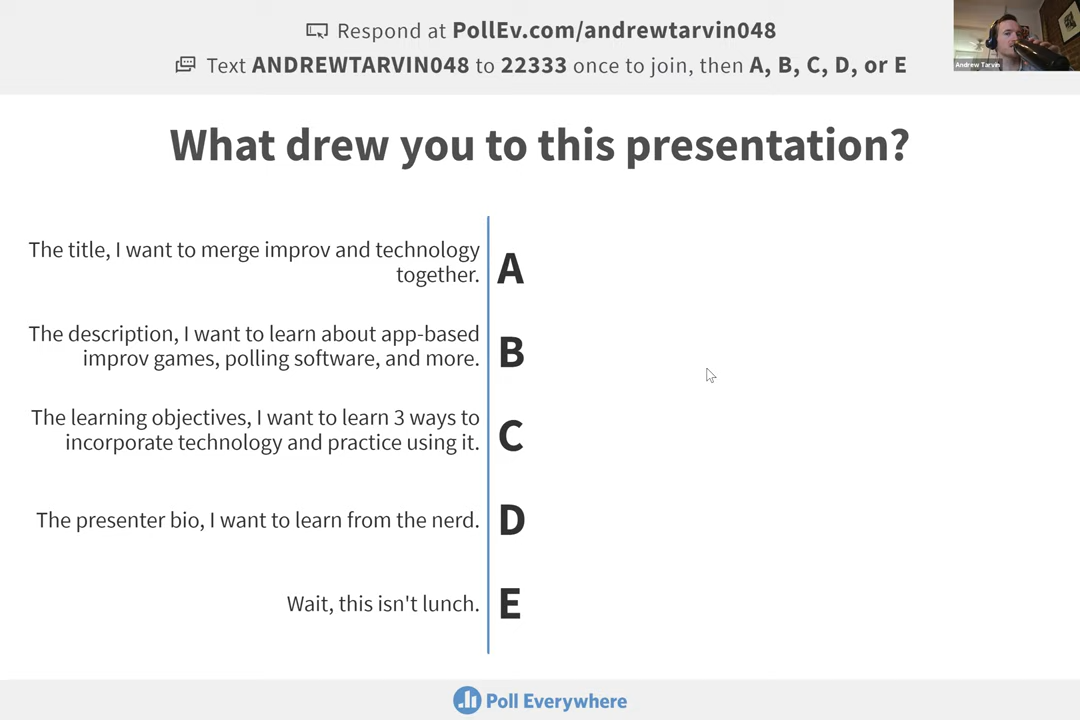 Respond at PollEv.com/andrewtarvin048
Text ANDREWTARVIN048 to 22333 once to join, then A, B, C, D, or E
Andrew Tarvin
What drew you to this presentation?
The title, I want to merge improv and technology
together.
A
The description, I want to learn about app-based
improv games, polling software, and more.
B
The learning objectives, I want to learn 3 ways to
incorporate technology and practice using it.
C
The presenter bio, I want to learn from the nerd.
D
Wait, this isn't lunch.
E
Poll Everywhere